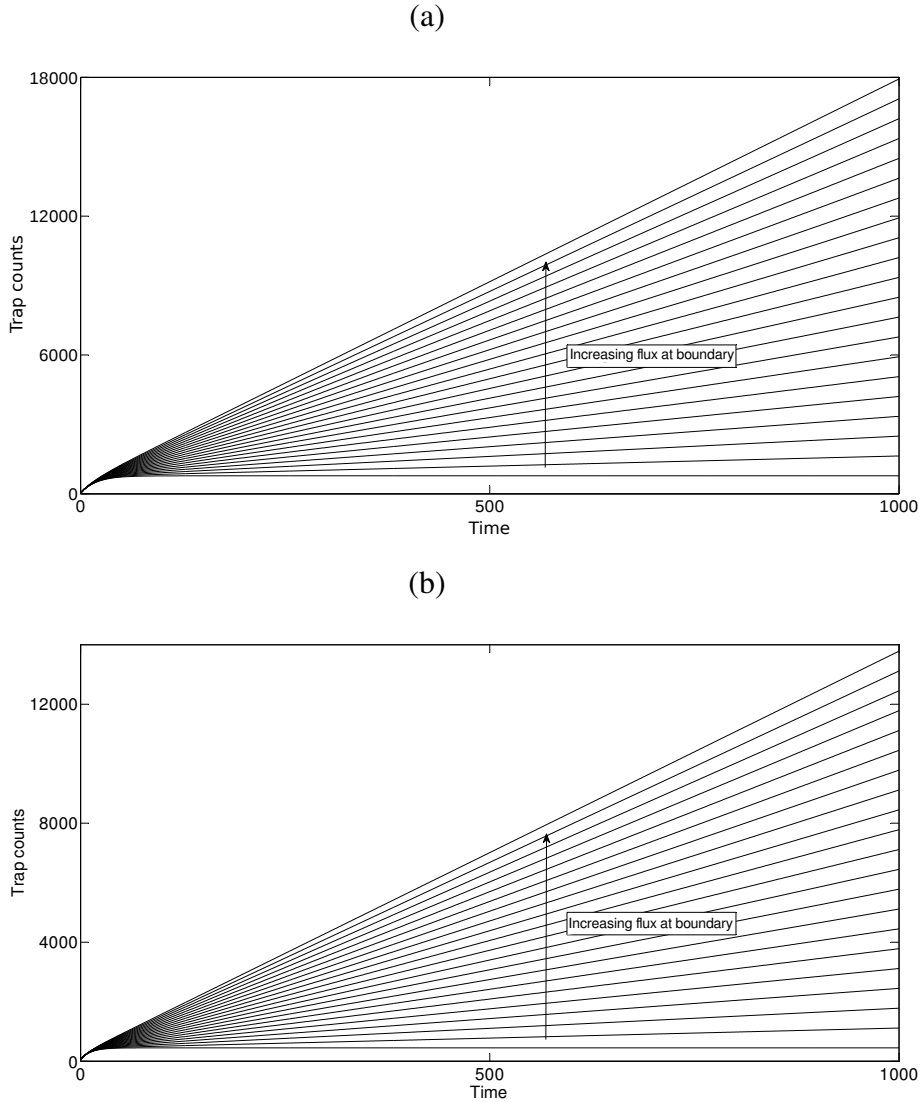 (a)
18000
12000
Trap counts
6000
Increasing flux at boundary
0
0
500
1000
Time
(b)
12000
8000
Trap counts
4000
Increasing flux at boundary
0
0
500
1000
Time